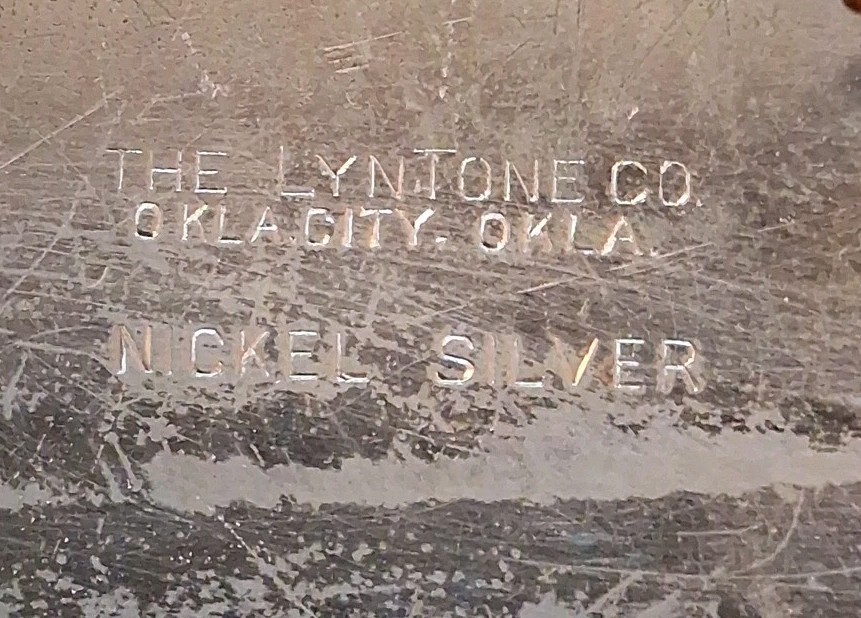 THE LYNTONE CO.
OKLA.CITY. OKLA.
NICKEL SILVER